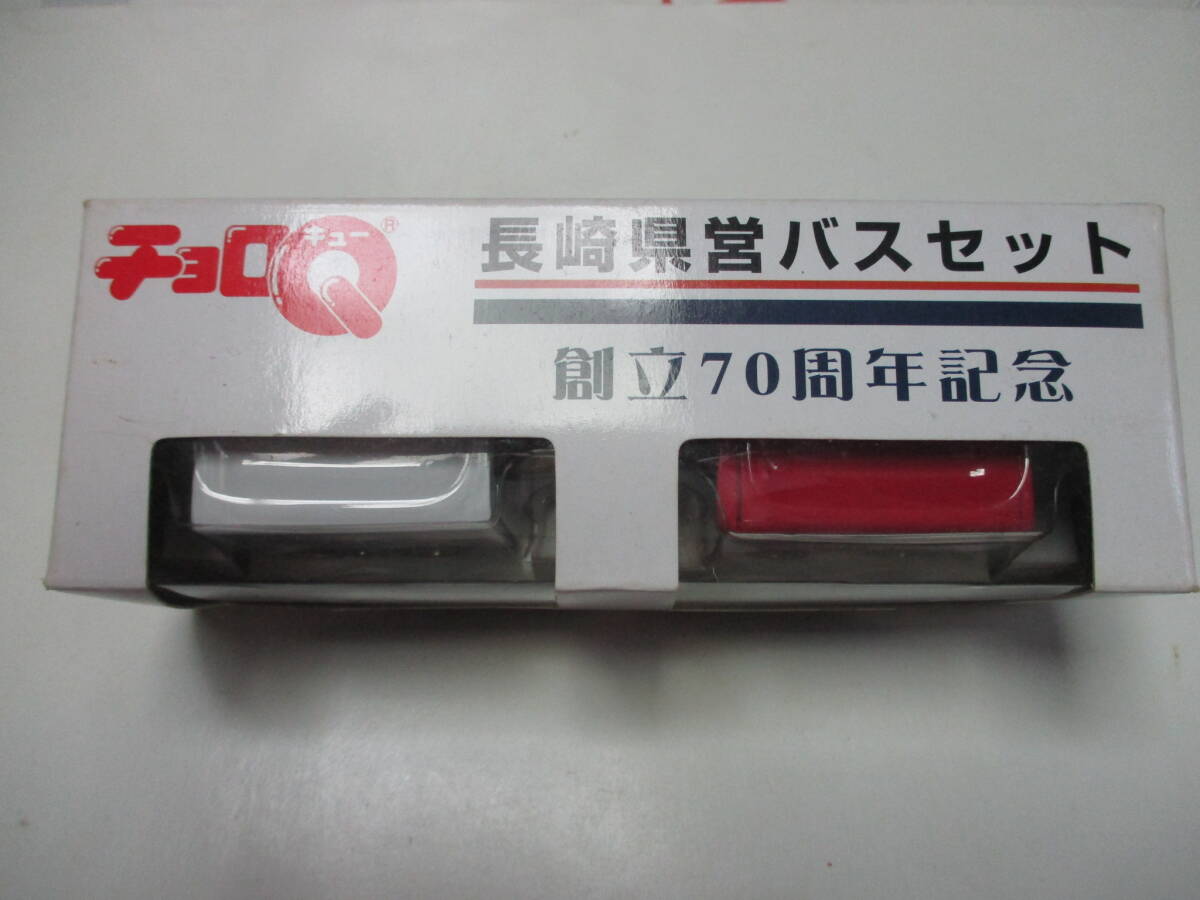 チョロQ
キュー
®
長崎県営バスセット
創立70周年記念